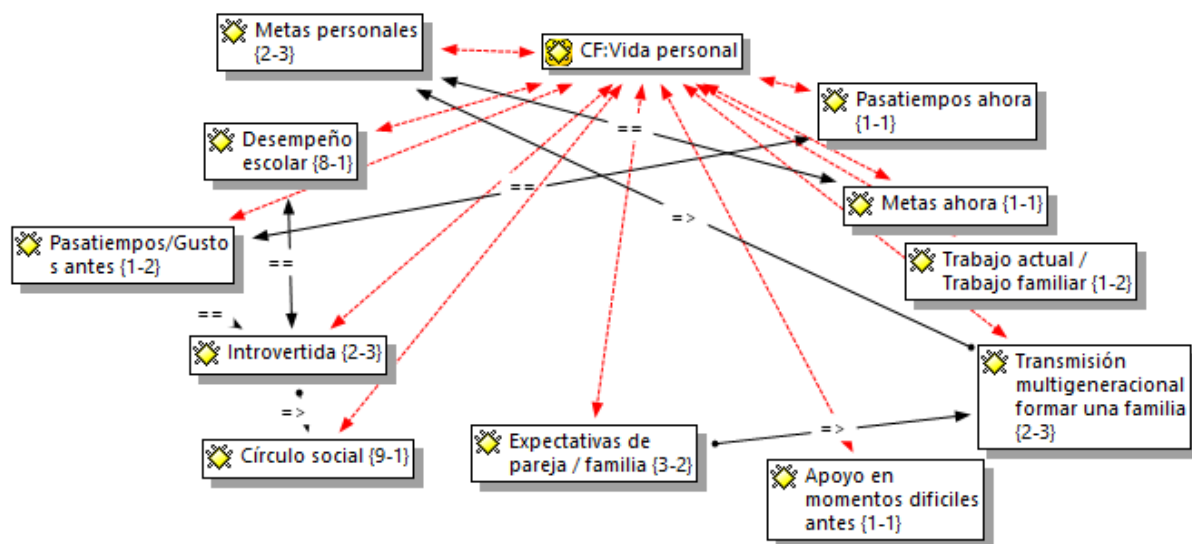 Metas personales
{2-3}
CF:Vida personal
Pasatiempos ahora
{1-1}
Desempeño
escolar {8-1}
==
==
Metas ahora {1-1}
Pasatiempos/Gusto
s antes {1-2}
=>
Trabajo actual /
Trabajo familiar {1-2}
==
==
Introvertida {2-3}
Transmisión
multigeneracional
formar una familia
{2-3}
=>
Círculo social {9-1}
Expectativas de
pareja / familia {3-2}
=>
Apoyo en
momentos dificiles
antes {1-1}